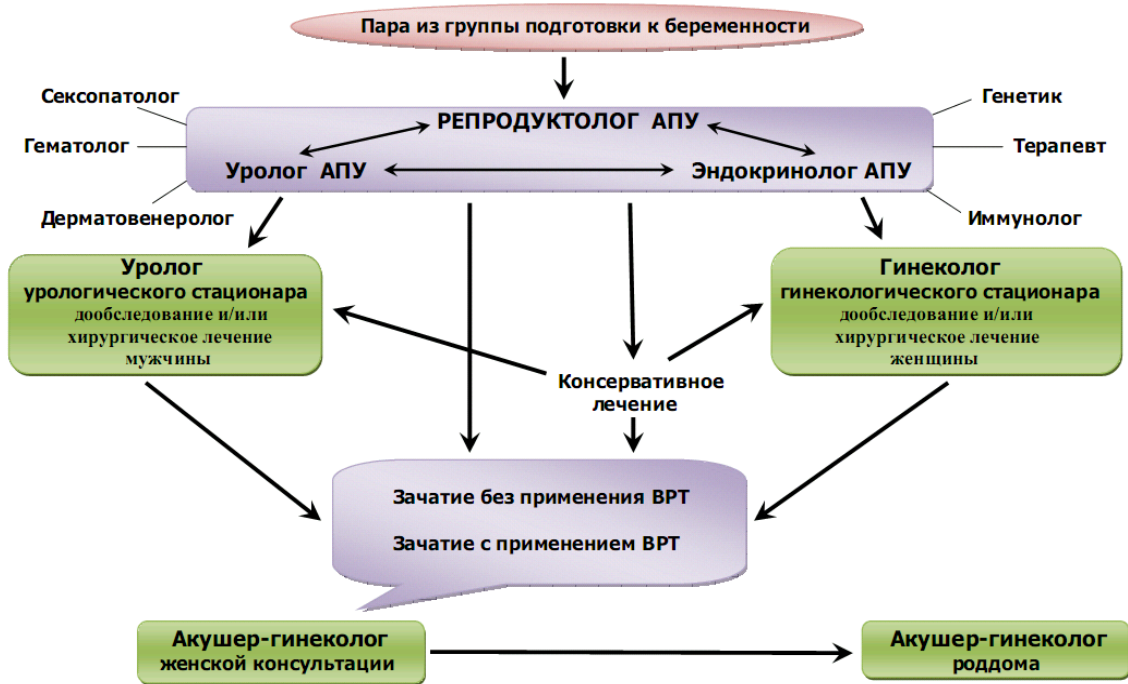 Пара из группы подготовки к беременности
Сексопатолог
Генетик
РЕПРОДУКТОЛОГ АПУ
Гематолог
Терапевт
Уролог АПУ
Эндокринолог АПУ
Дерматовенеролог
Иммунолог
Уролог
урологического стационара
дообследование и/или
хирургическое лечение
мужчины
Гинеколог
гинекологического стационара
дообследование и/или
хирургическое лечение
женщины
Консервативное
лечение
Зачатие без применения ВРТ
Зачатие с применением ВРТ
Акушер-гинеколог
женской консультации
Акушер-гинеколог
роддома